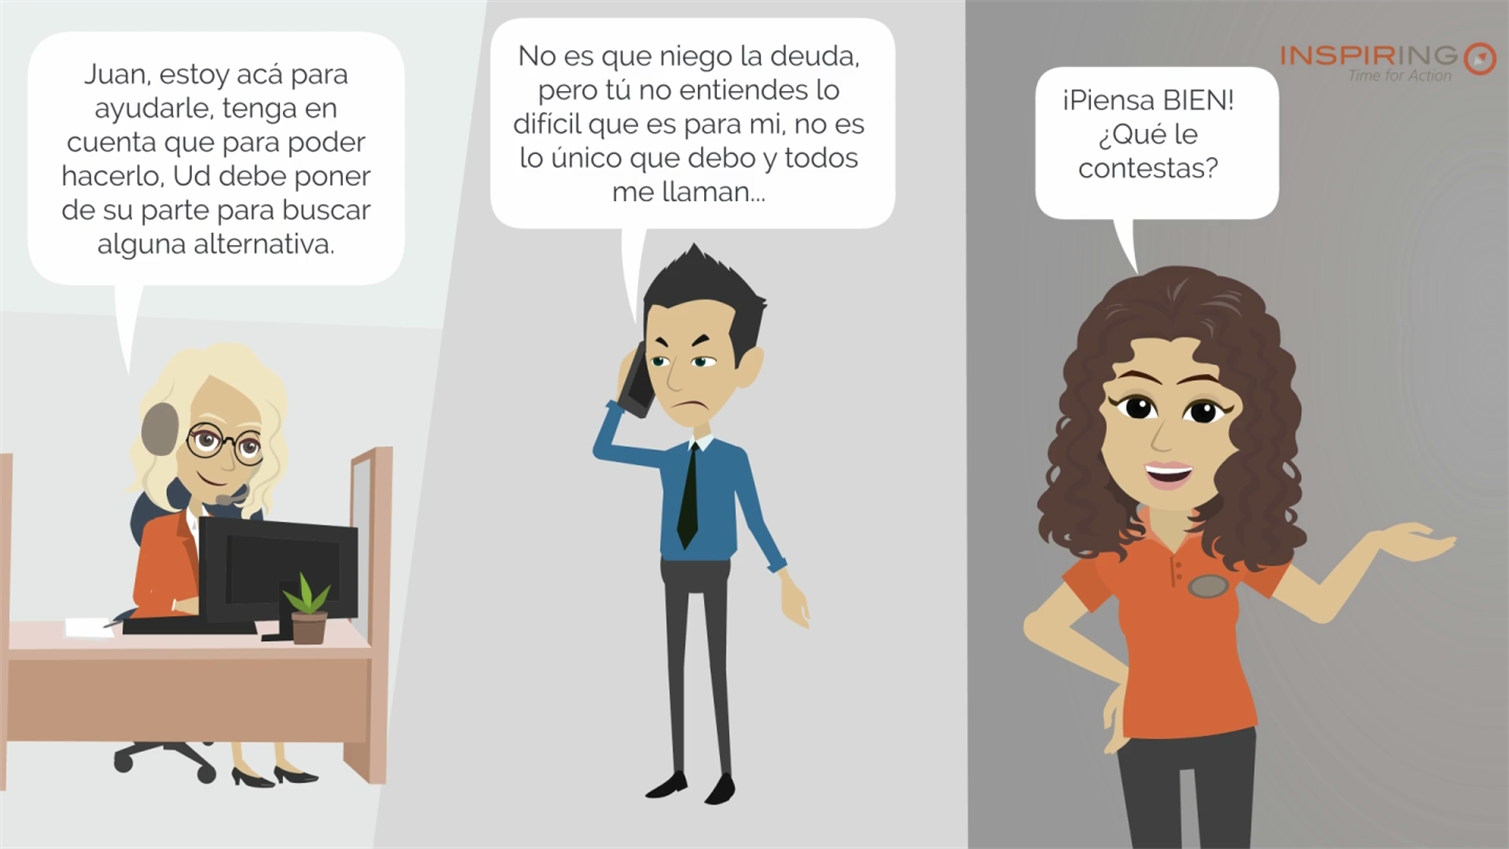 Juan, estoy acá para
ayudarle, tenga en
cuenta que para poder
hacerlo, Ud debe poner
de su parte para buscar
alguna alternativa.
No es que niego la deuda,
pero tú no entiendes lo
difícil que es para mi, no es
lo único que debo y todos
me llaman...
¡Piensa BIEN!
¿Qué le
contestas?
INSPIRING
Time for Action